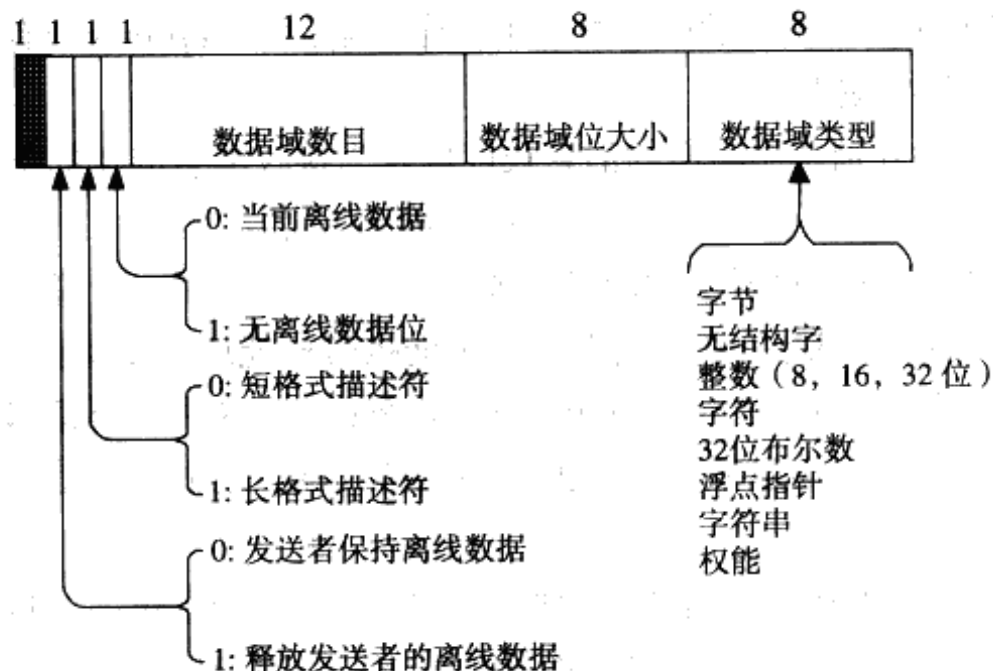 1 1 1 1 12 8 8
数据域数目 数据域位大小 数据域类型
0: 当前离线数据
1: 无离线数据位
0: 短格式描述符
1: 长格式描述符
0: 发送者保持离线数据
1: 释放发送者的离线数据
字节
无结构字
整数（8，16，32 位）
字符
32位布尔数
浮点指针
字符串
权能